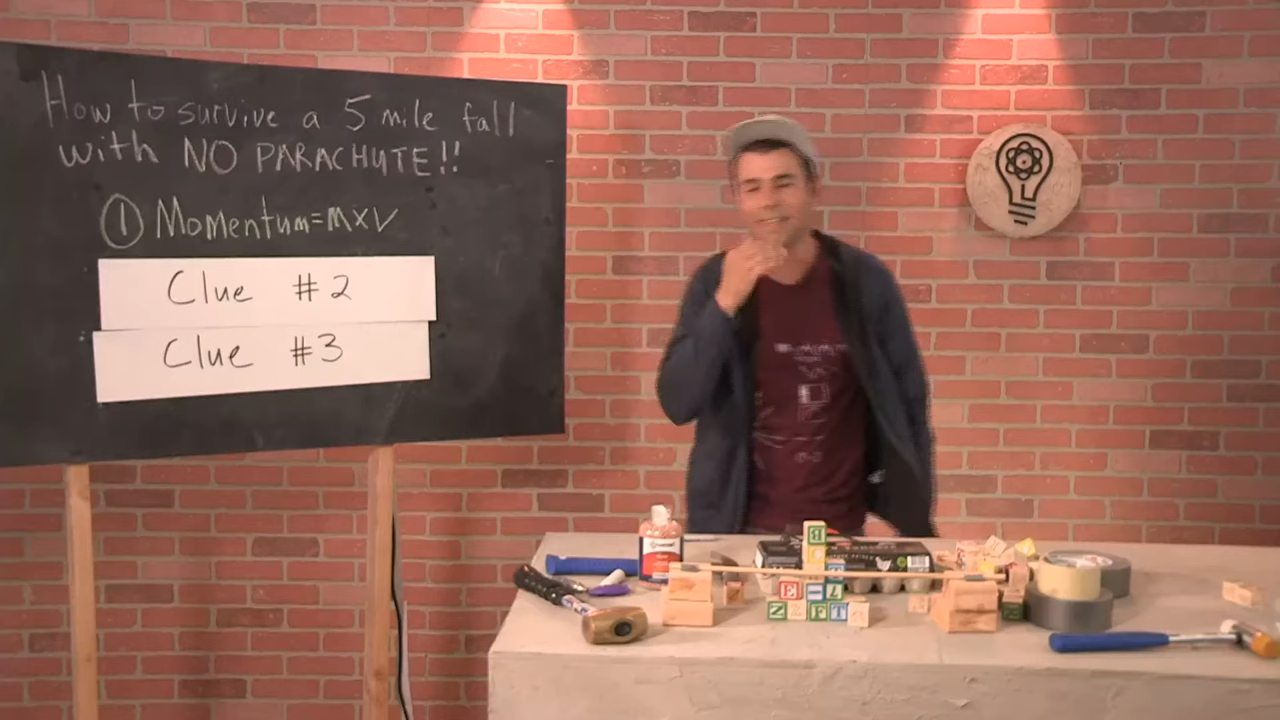 How to survive a 5 mile fall
with NO PARACHUTE!!
① Momentum=mxv
Clue #2
Clue #3